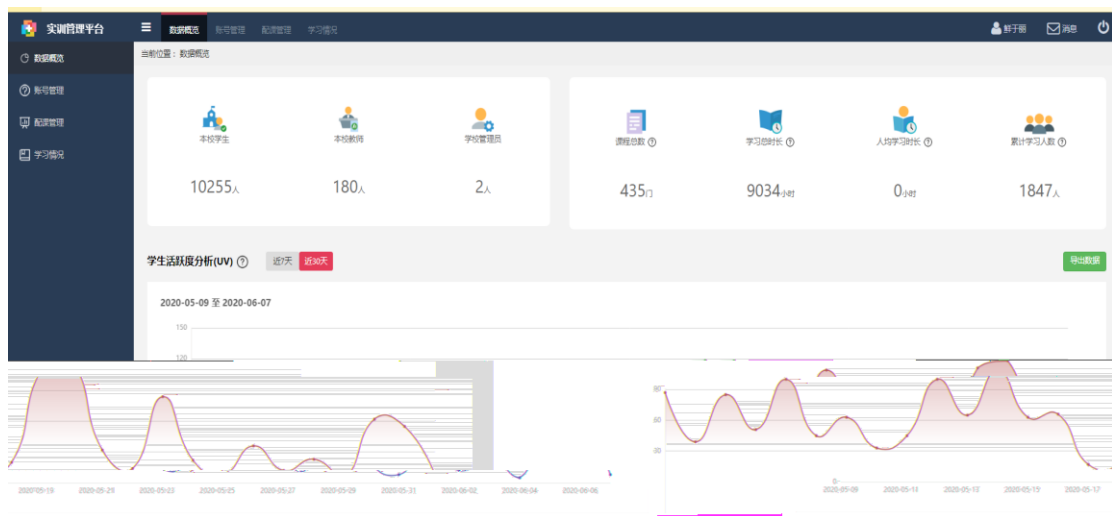 实训管理平台
数据概览 账号管理 配课管理 学习情况
鲜于丽 消息
数据概览
账号管理
配课管理
学习情况
当前位置：数据概览
本校学生 本校教师 学校管理员
10255人 180人 2人
课程总数 学习总时长 人均学习时长 累计学习人数
435门 9034小时 0小时 1847人
学生活跃度分析(UV) 近7天 近30天 导出数据
2020-05-09 至 2020-06-07
150
120
90
60
30
0
2020-05-19 2020-05-21 2020-05-23 2020-05-25 2020-05-27 2020-05-29 2020-05-31 2020-06-02 2020-06-04 2020-06-06
2020-05-09 2020-05-11 2020-05-13 2020-05-15 2020-05-17